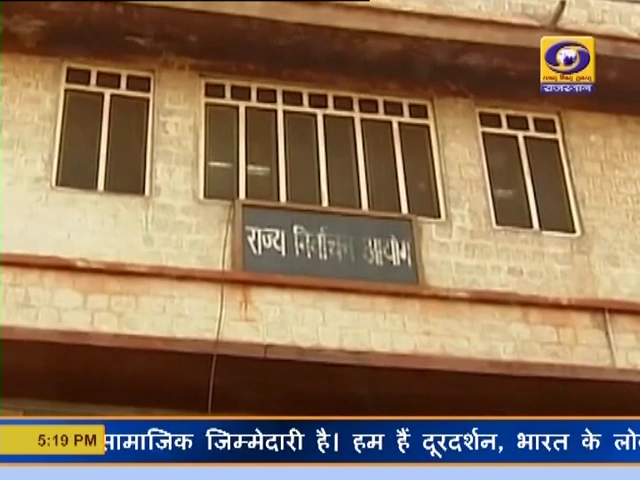 राजस्थान
राज्य निर्वाचन आयोग
5:19 PM सामाजिक जिम्मेदारी है। हम हैं दूरदर्शन, भारत के